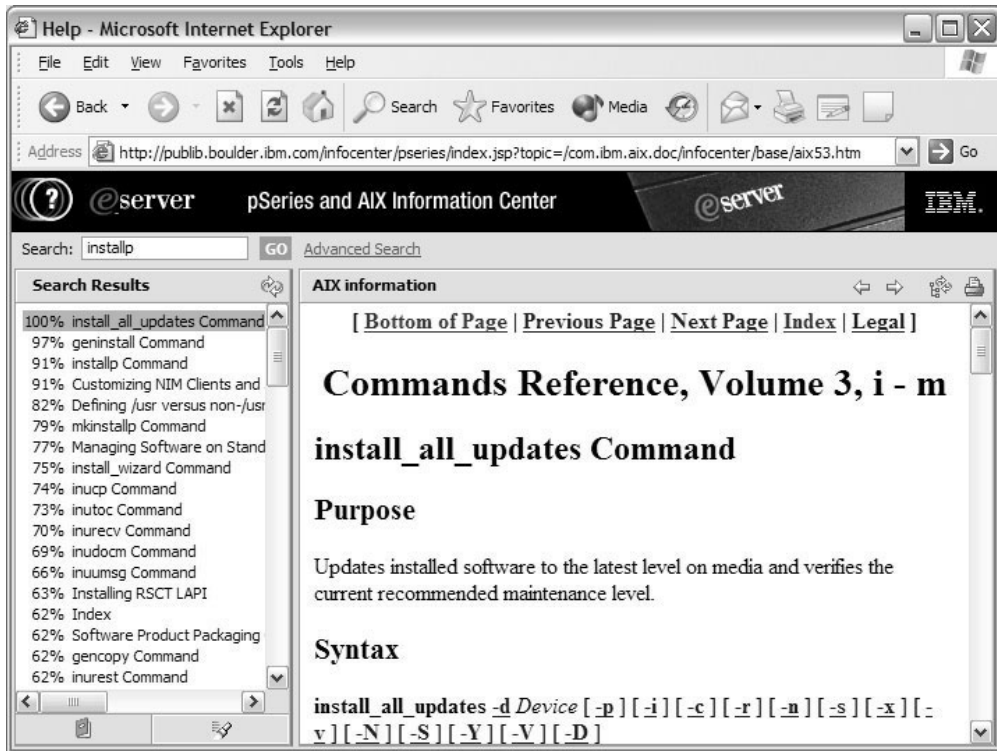 Help - Microsoft Internet Explorer
File Edit View Favorites Tools Help
Back Search Favorites Media
Address http://publib.boulder.ibm.com/infocenter/pseries/index.jsp?topic=/com.ibm.aix.doc/infocenter/base/aix53.htm Go
(?) eserver pSeries and AIX Information Center eserver IBM.
Search: installp GO Advanced Search
Search Results
100% install_all_updates Command
97% geninstall Command
91% installp Command
91% Customizing NIM Clients and
82% Defining /usr versus non-/usr
79% mkinstallp Command
77% Managing Software on Stand
75% install_wizard Command
74% inucp Command
73% inutoc Command
70% inurecv Command
69% inudocm Command
66% inuumsg Command
63% Installing RSCT LAPI
62% Index
62% Software Product Packaging
62% gencopy Command
62% inurest Command
AIX information
[ Bottom of Page | Previous Page | Next Page | Index | Legal ]
Commands Reference, Volume 3, i - m
install_all_updates Command
Purpose
Updates installed software to the latest level on media and verifies the
current recommended maintenance level.
Syntax
install_all_updates -d Device [ -p ] [ -i ] [ -c ] [ -r ] [ -n ] [ -s ] [ -x ] [ -
v ] [ -N ] [ -S ] [ -Y ] [ -V ] [ -D ]